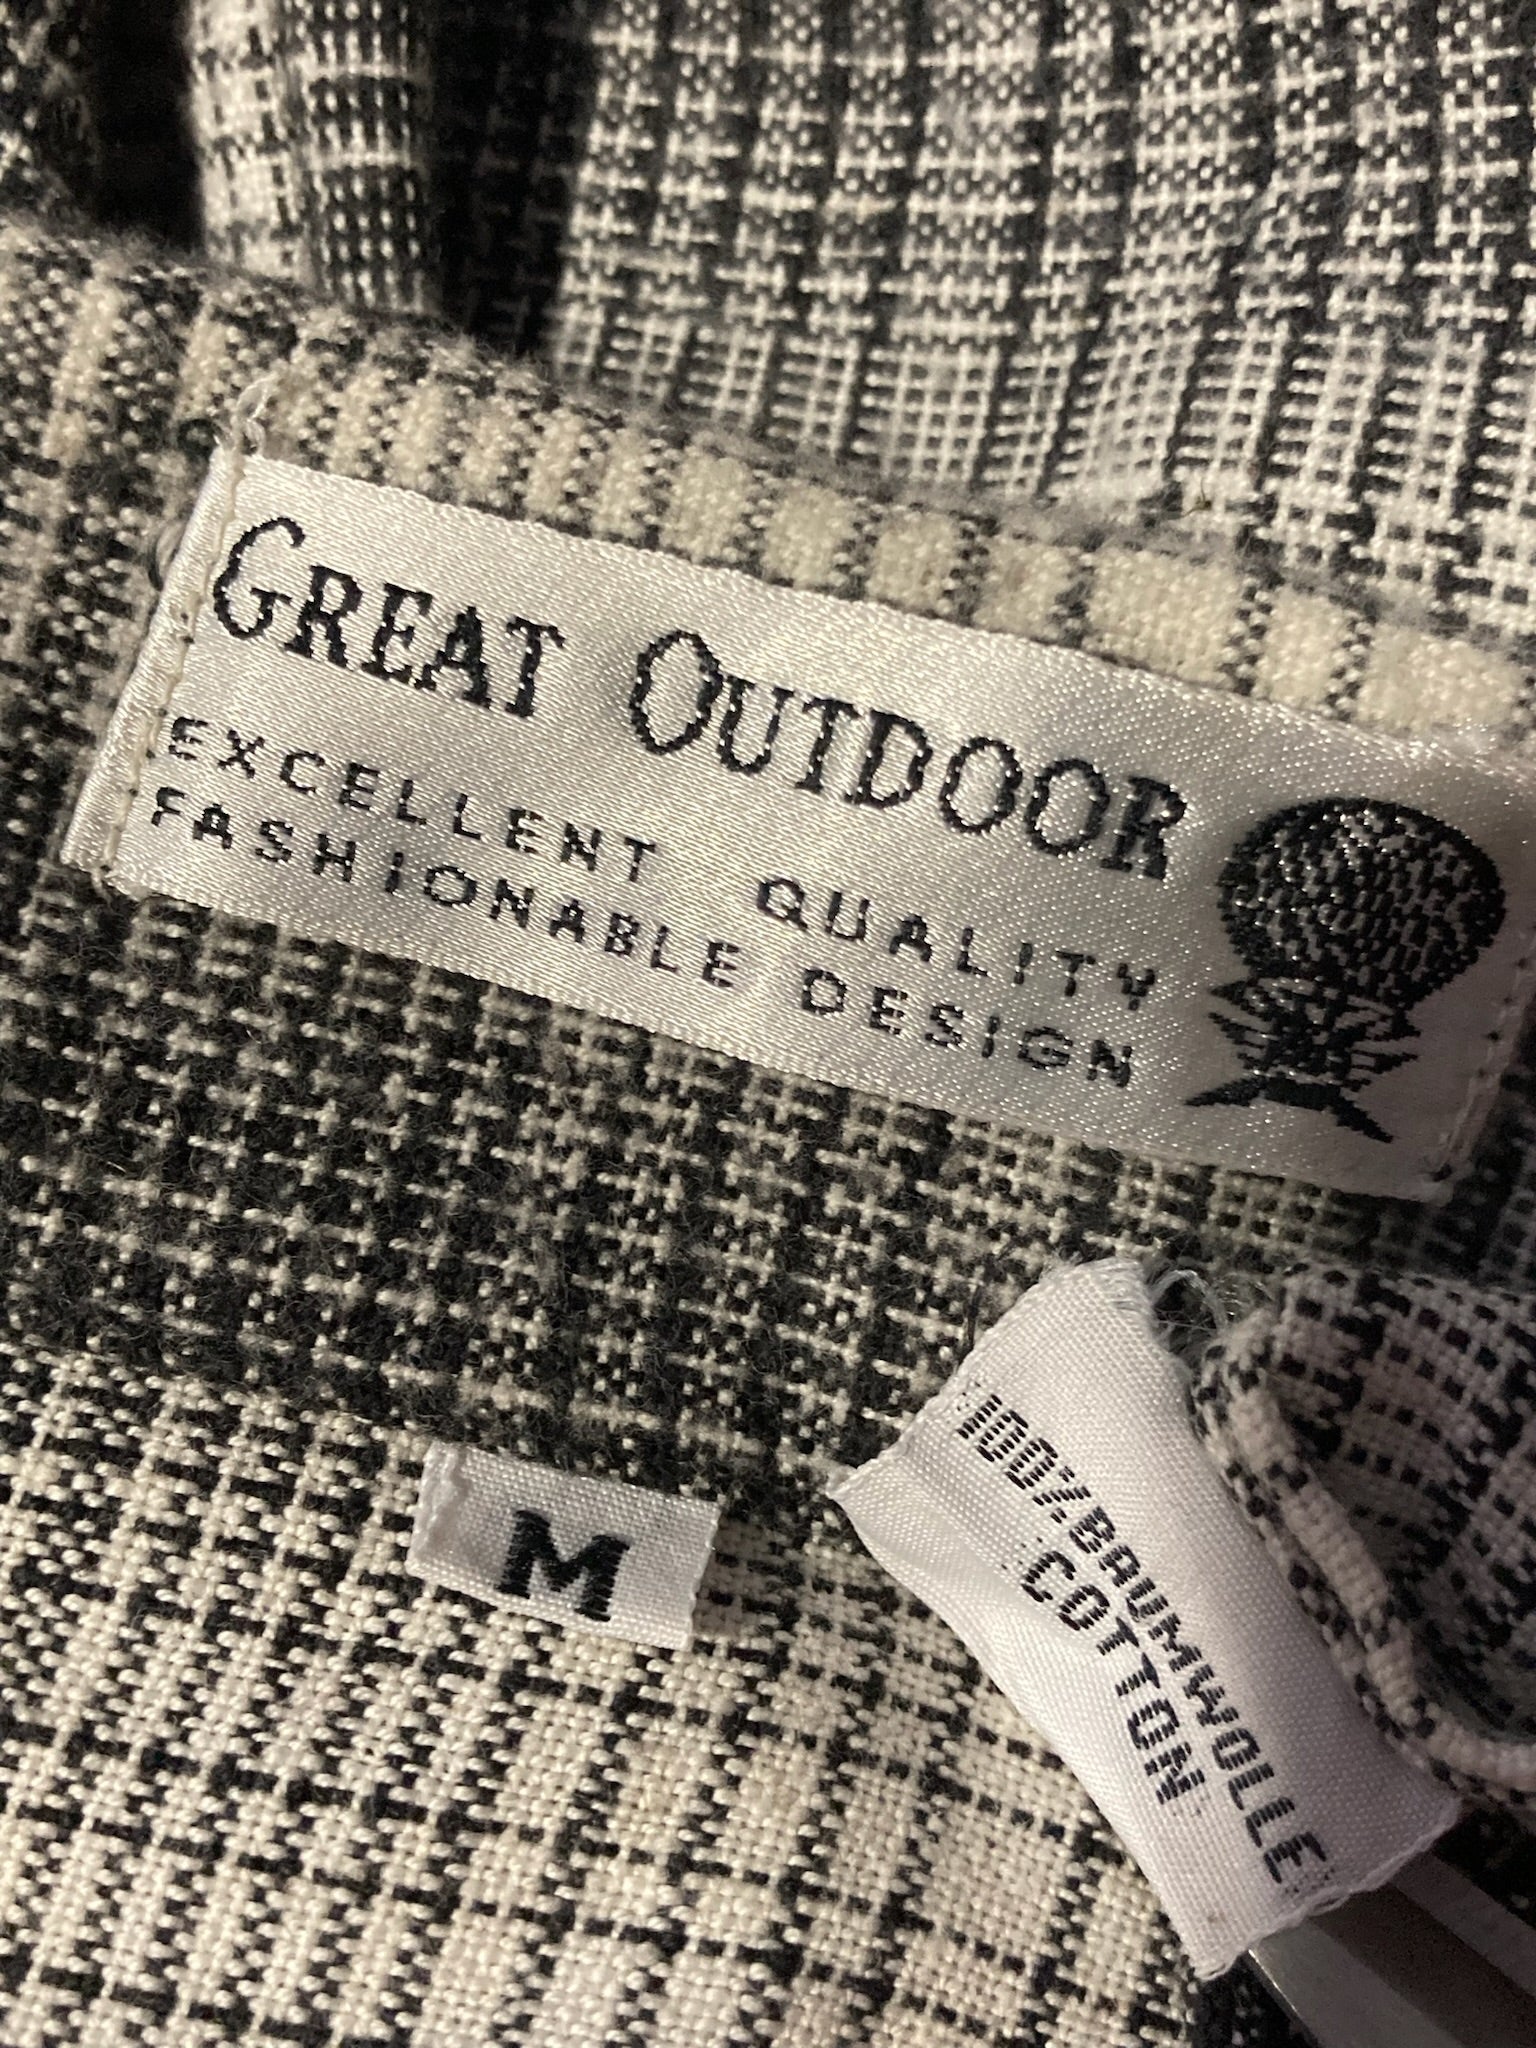 GREAT OUTDOOR
EXCELLENT QUALITY
FASHIONABLE DESIGN
M
100%BAUMWOLLE
COTTON